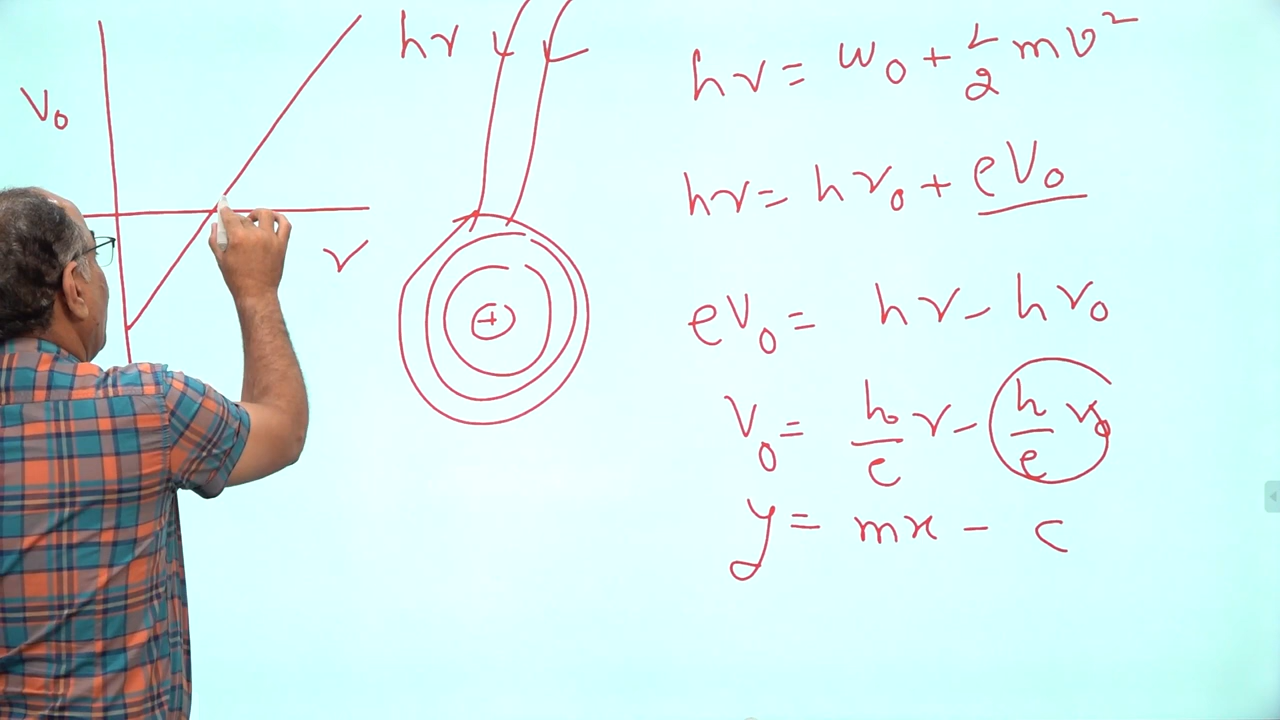 V₀
ν
hν
+
hν = w₀ + 1/2 mv²
hν = hν₀ + eV₀
eV₀ = hν - hν₀
V₀ = h/e ν - h/e ν₀
y = mx - c